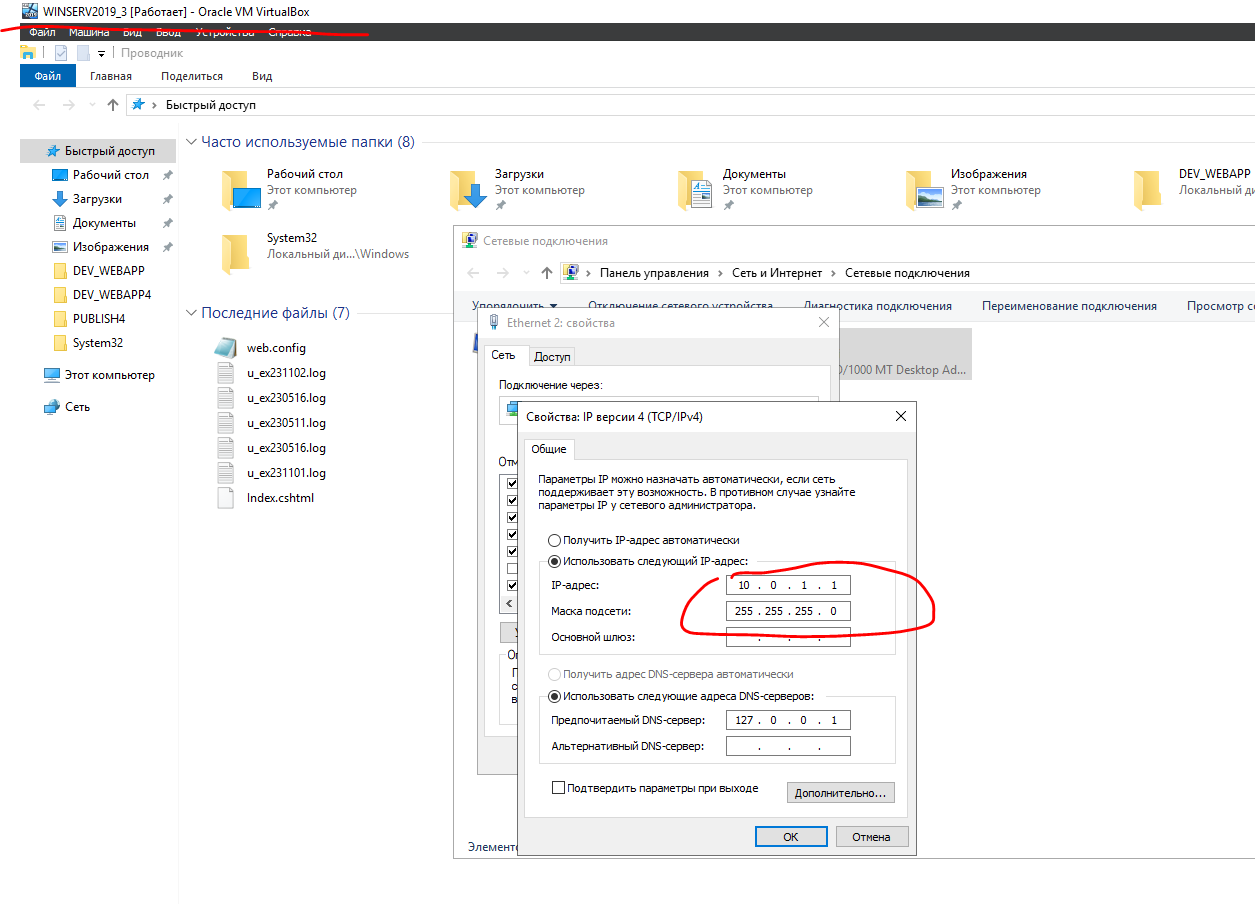 WINSERV2019_3 [Работает] - Oracle VM VirtualBox
Файл Машина Вид Ввод Устройства Справка
Проводник
Файл Главная Поделиться Вид
Быстрый доступ
Быстрый доступ
Рабочий стол
Загрузки
Документы
Изображения
DEV_WEBAPP
DEV_WEBAPP4
PUBLISH4
System32
Этот компьютер
Сеть
Часто используемые папки (8)
Рабочий стол
Этот компьютер
Загрузки
Этот компьютер
Документы
Этот компьютер
Изображения
Этот компьютер
DEV_WEBAPP
Локальный ди
System32
Локальный ди...\Windows
Последние файлы (7)
web.config
u_ex231102.log
u_ex230516.log
u_ex230511.log
u_ex230516.log
u_ex231101.log
Index.cshtml
Сетевые подключения
Панель управления Сеть и Интернет Сетевые подключения
Упорядочить Отключение сетевого устройства Диагностика подключения Переименование подключения Просмотр
0/1000 MT Desktop Ad...
Ethernet 2: свойства
Сеть Доступ
Подключение через:
Свойства: IP версии 4 (TCP/IPv4)
Общие
Параметры IP можно назначать автоматически, если сеть
поддерживает эту возможность. В противном случае узнайте
параметры IP у сетевого администратора.
Получить IP-адрес автоматически
Использовать следующий IP-адрес:
IP-адрес: 10 . 0 . 1 . 1
Маска подсети: 255 . 255 . 255 . 0
Основной шлюз: . . .
Получить адрес DNS-сервера автоматически
Использовать следующие адреса DNS-серверов:
Предпочитаемый DNS-сервер: 127 . 0 . 0 . 1
Альтернативный DNS-сервер: . . .
Подтвердить параметры при выходе
Дополнительно...
ОК Отмена
Элементо